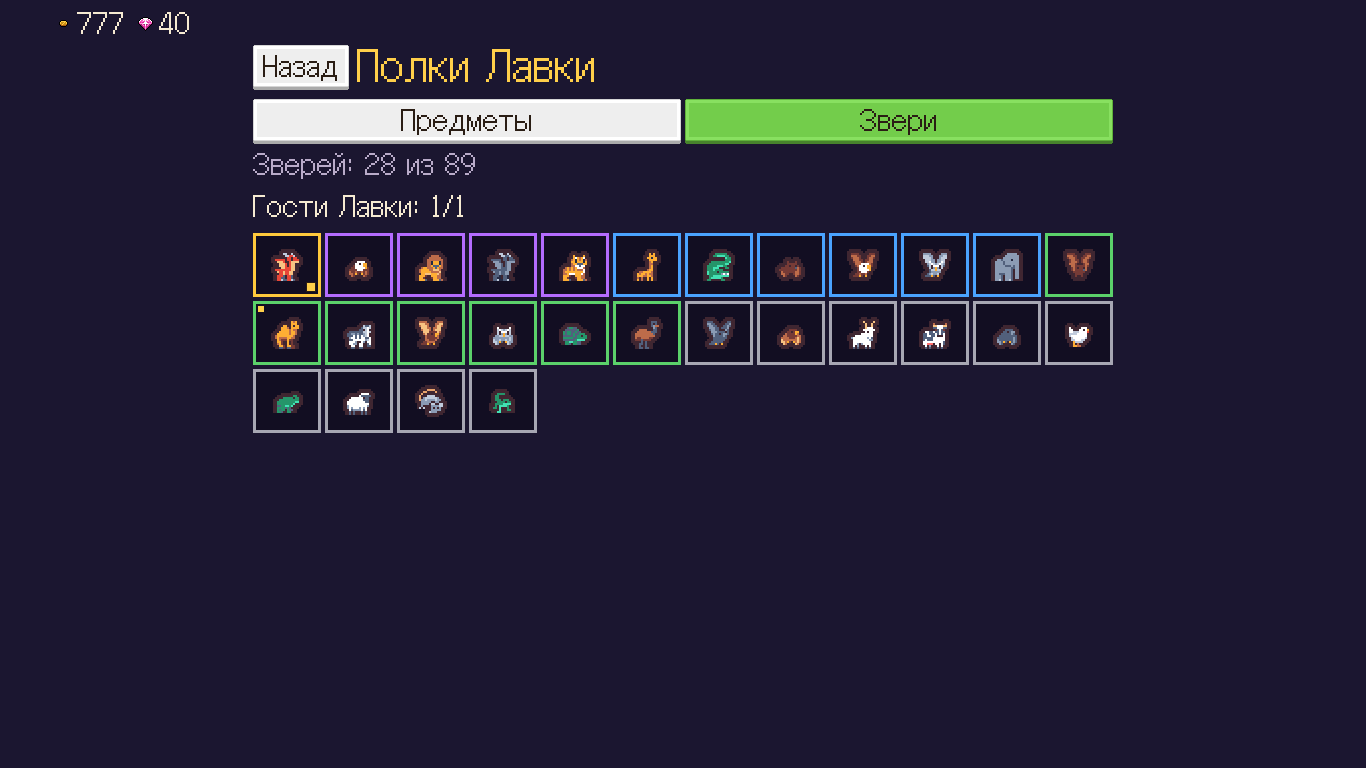 777 40
Назад Полки Лавки
Предметы Звери
Зверей: 28 из 89
Гости Лавки: 1/1